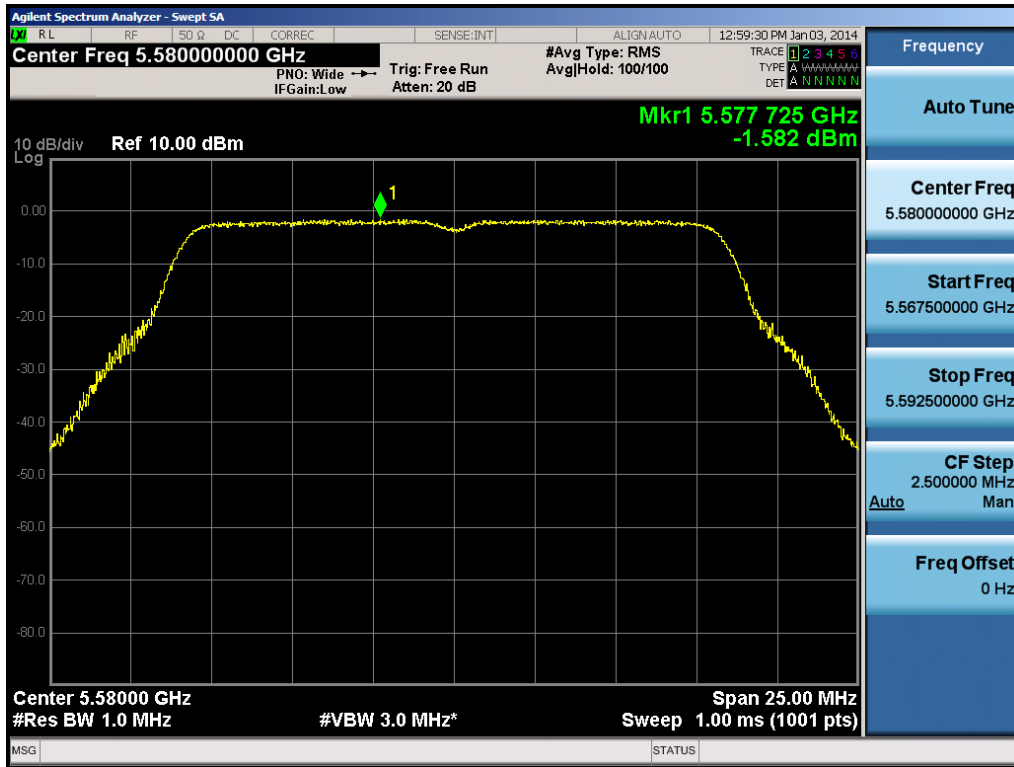 Agilent Spectrum Analyzer - Swept SA
LXI RL RF 50 Ω DC CORREC SENSE:INT ALIGN AUTO 12:59:30 PM Jan 03, 2014
Center Freq 5.580000000 GHz
PNO: Wide
IFGain:Low
Trig: Free Run
Atten: 20 dB
#Avg Type: RMS
Avg|Hold: 100/100
TRACE 1 2 3 4 5 6
TYPE A WWWWW
DET A N N N N N
Mkr1 5.577 725 GHz
-1.582 dBm
10 dB/div Ref 10.00 dBm
Log
1
0.00
-10.0
-20.0
-30.0
-40.0
-50.0
-60.0
-70.0
-80.0
Center 5.58000 GHz Span 25.00 MHz
#Res BW 1.0 MHz #VBW 3.0 MHz* Sweep 1.00 ms (1001 pts)
MSG STATUS
Frequency
Auto Tune
Center Freq
5.580000000 GHz
Start Freq
5.567500000 GHz
Stop Freq
5.592500000 GHz
CF Step
2.500000 MHz
Auto Man
Freq Offset
0 Hz